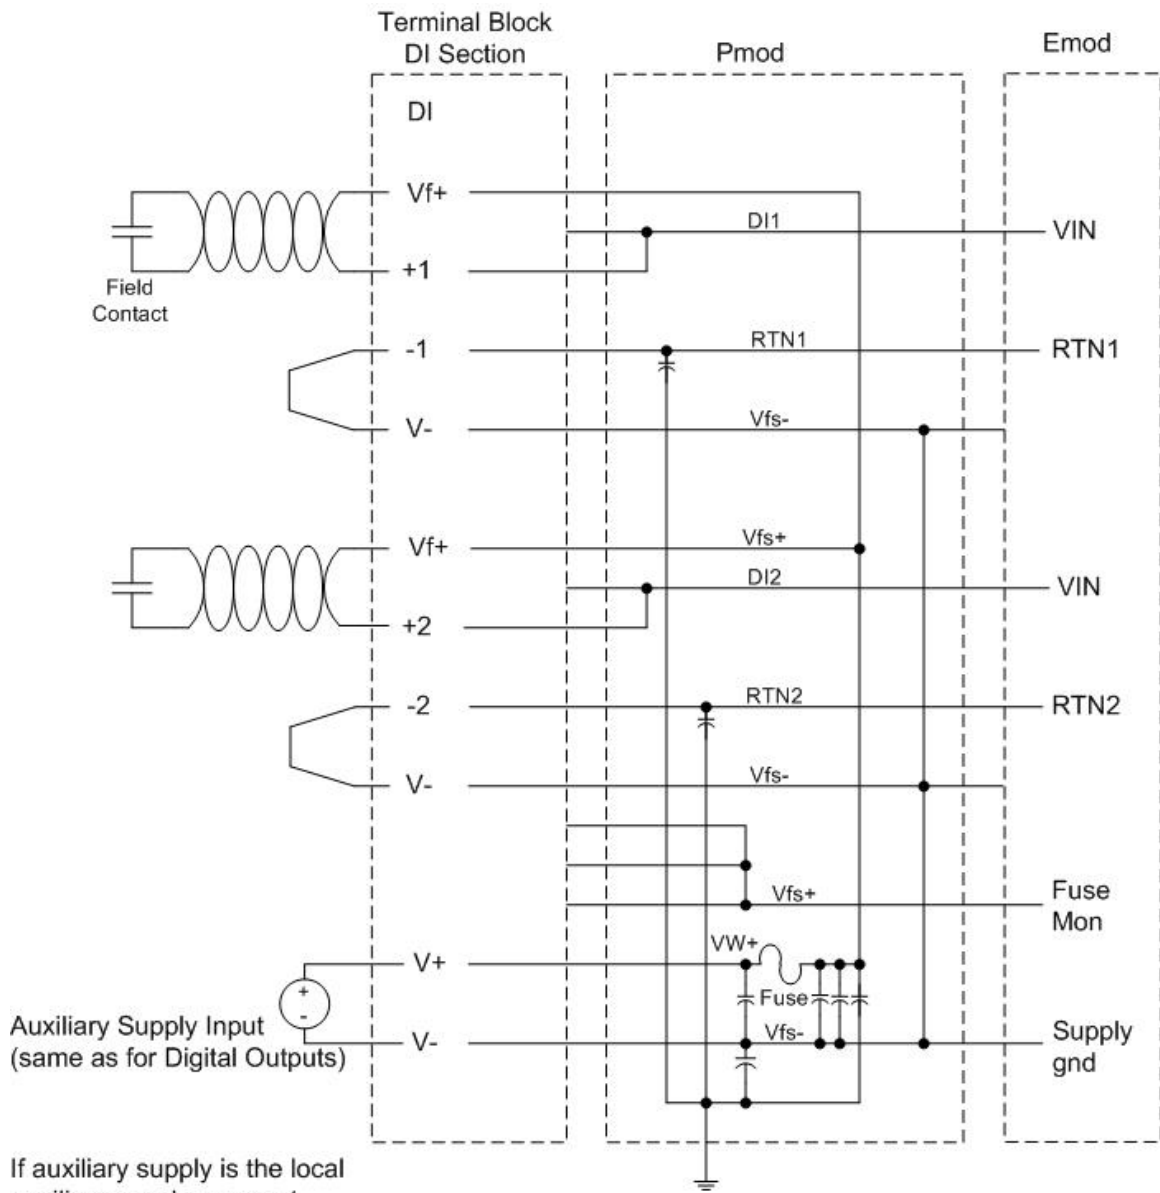 Terminal Block
DI Section
Pmod
Emod
DI
Vf+
DI1
VIN
+1
Field
Contact
-1
RTN1
RTN1
V-
Vfs-
Vf+
Vfs+
DI2
VIN
+2
-2
RTN2
RTN2
V-
Vfs-
Vfs+
Fuse
Mon
VW+
V+
+
-
Fuse
Auxiliary Supply Input
(same as for Digital Outputs)
V-
Vfs-
Supply
gnd
If auxiliary supply is the local